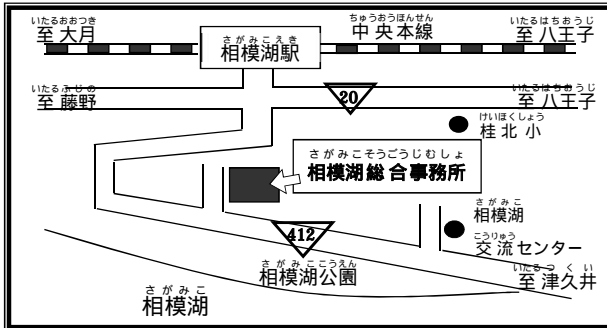 いたるおおつき
至大月
さがみこえき
相模湖駅
ちゅうおうほんせん
中央本線
いたるはちおうじ
至八王子
いたるふじの
至藤野
20
いたるはちおうじ
至八王子
けいほくしょう
桂北小
さがみこそうごうじむしょ
相模湖総合事務所
さがみこ
相模湖
こうりゅう
交流センター
412
さがみここうえん
相模湖公園
いたるつくい
至津久井
さがみこ
相模湖